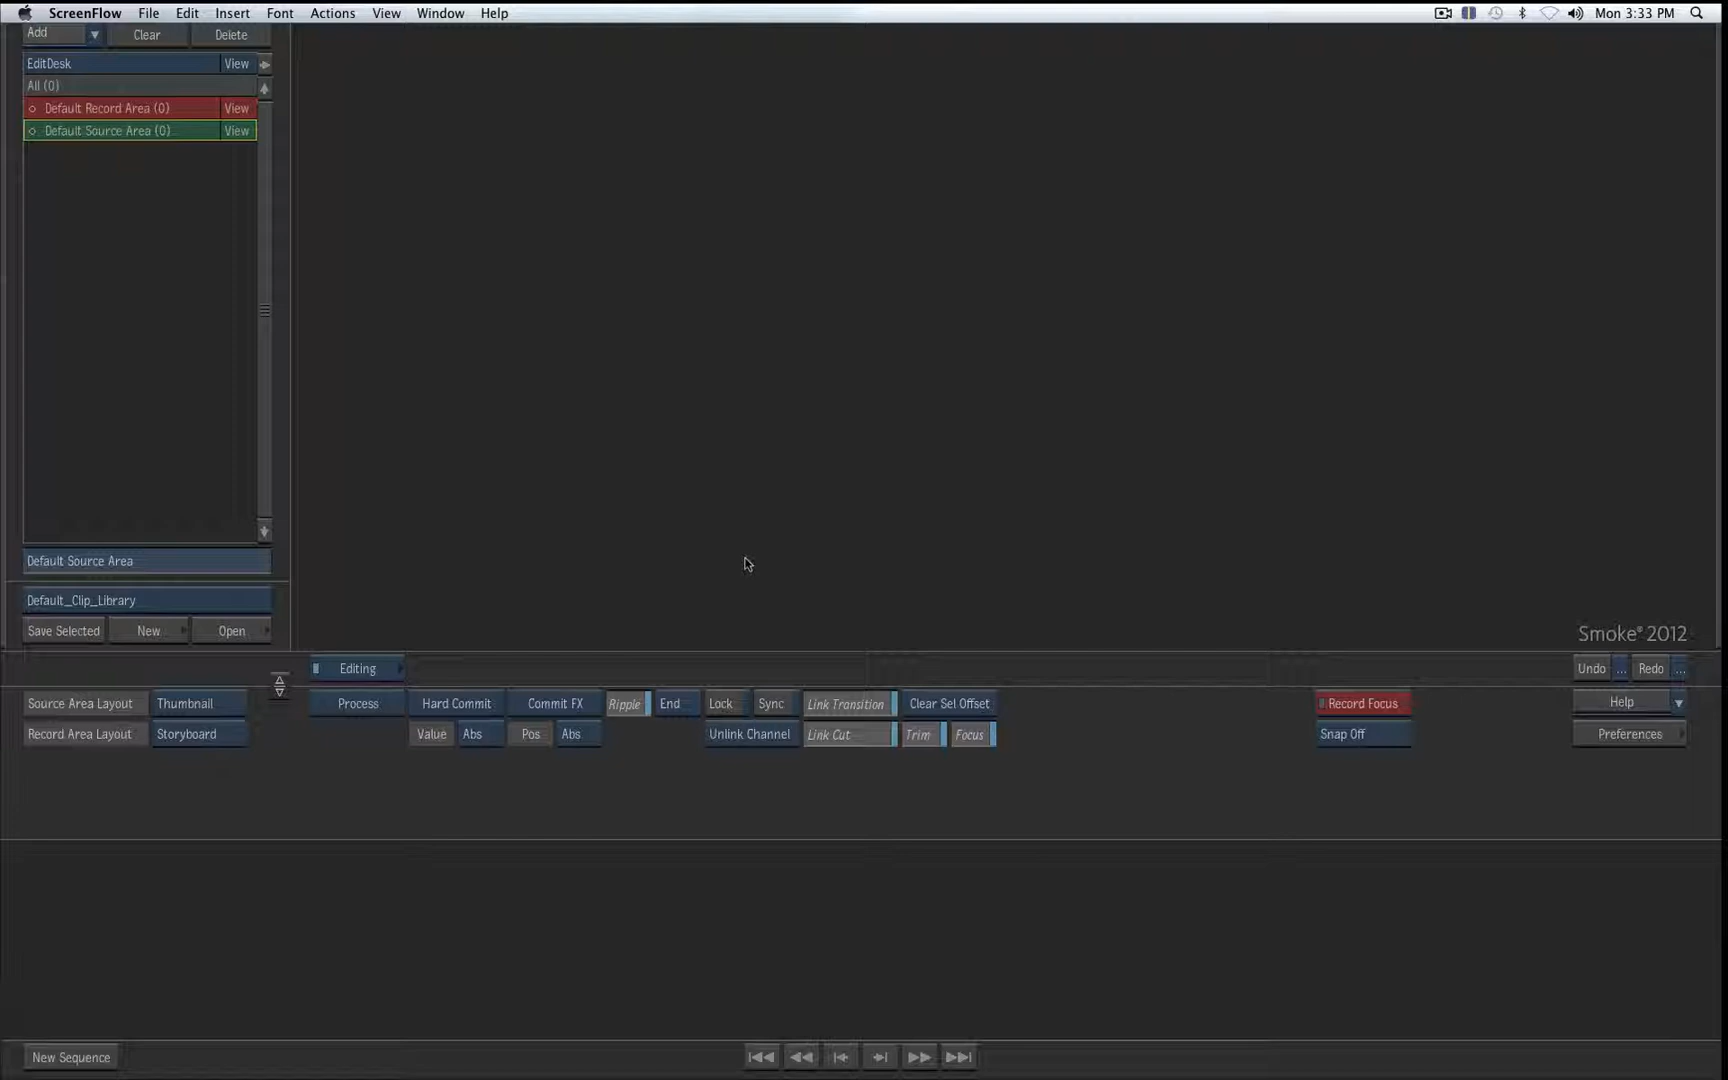 ScreenFlow File Edit Insert Font Actions View Window Help Mon 3:33 PM
Add Clear Delete
EditDesk View
All (0)
Default Record Area (0) View
Default Source Area (0) View
Default Source Area
Default_Clip_Library
Save Selected New Open
Smoke® 2012
Editing Undo ... Redo ...
Source Area Layout Thumbnail Process Hard Commit Commit FX Ripple End Lock Sync Link Transition Clear Sel Offset Record Focus Help
Record Area Layout Storyboard Value Abs Pos Abs Unlink Channel Link Cut Trim Focus Snap Off Preferences
New Sequence